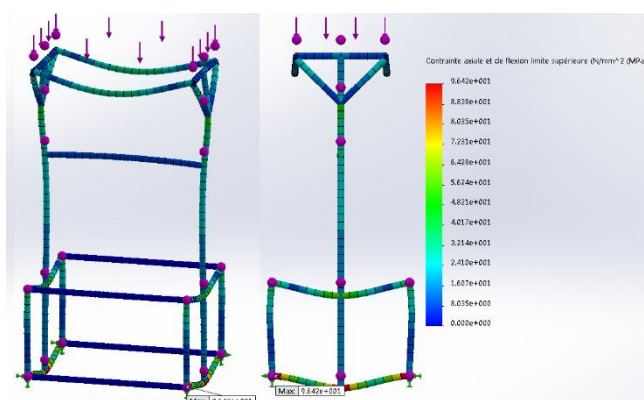 Contrainte axiale et de flexion limite supérieure (N/mm^2 (MPa
9.642e+001
8.838e+001
8.035e+001
7.231e+001
6.428e+001
5.624e+001
4.821e+001
4.017e+001
3.214e+001
2.410e+001
1.607e+001
8.035e+000
0.000e+000
Max: 9.642e+001
Max: